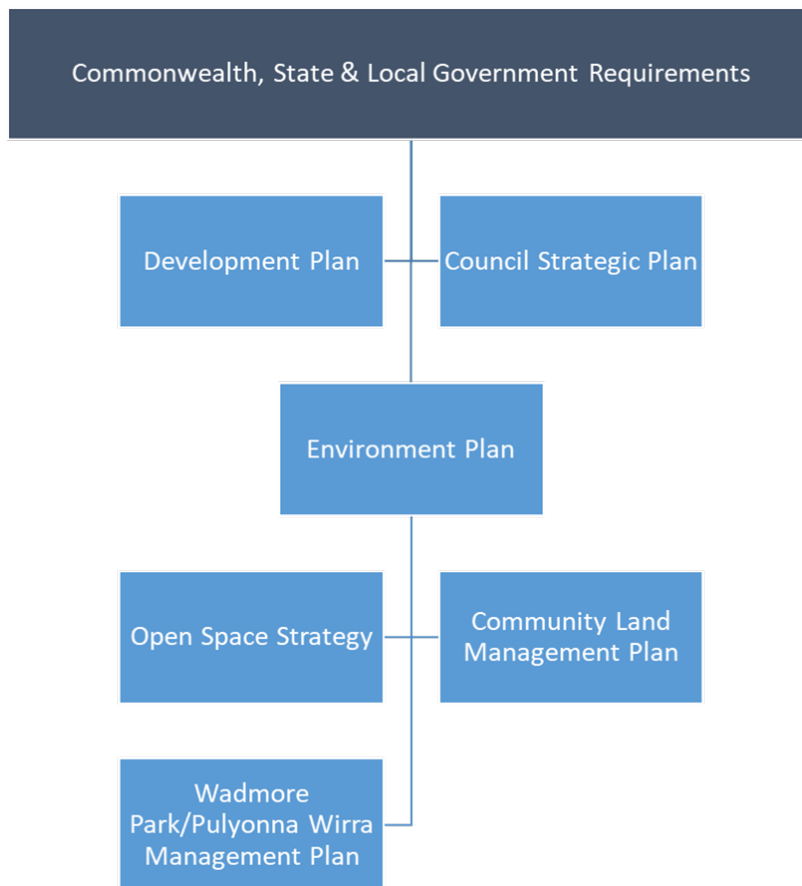 Commonwealth, State & Local Government Requirements
Development Plan
Council Strategic Plan
Environment Plan
Open Space Strategy
Community Land
Management Plan
Wadmore
Park/Pulyonna Wirra
Management Plan